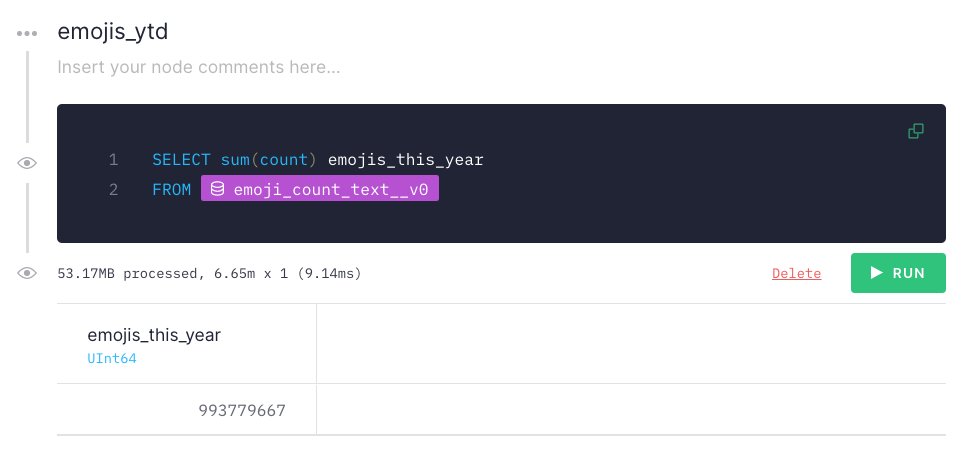 emojis_ytd
Insert your node comments here...
1 SELECT sum(count) emojis_this_year
2 FROM emoji_count_text__v0
53.17MB processed, 6.65m x 1 (9.14ms) Delete RUN
emojis_this_year
UInt64
993779667